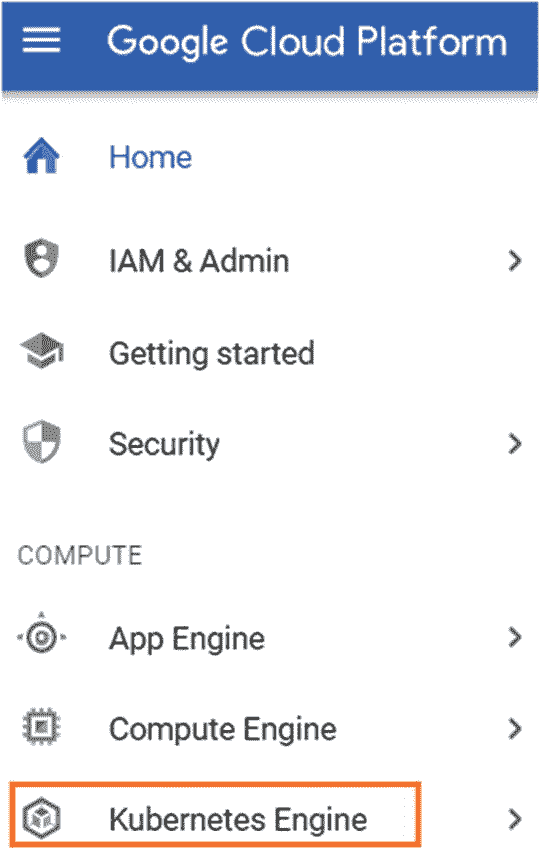 Google Cloud Platform
Home
IAM & Admin
Getting started
Security
COMPUTE
App Engine
Compute Engine
Kubernetes Engine